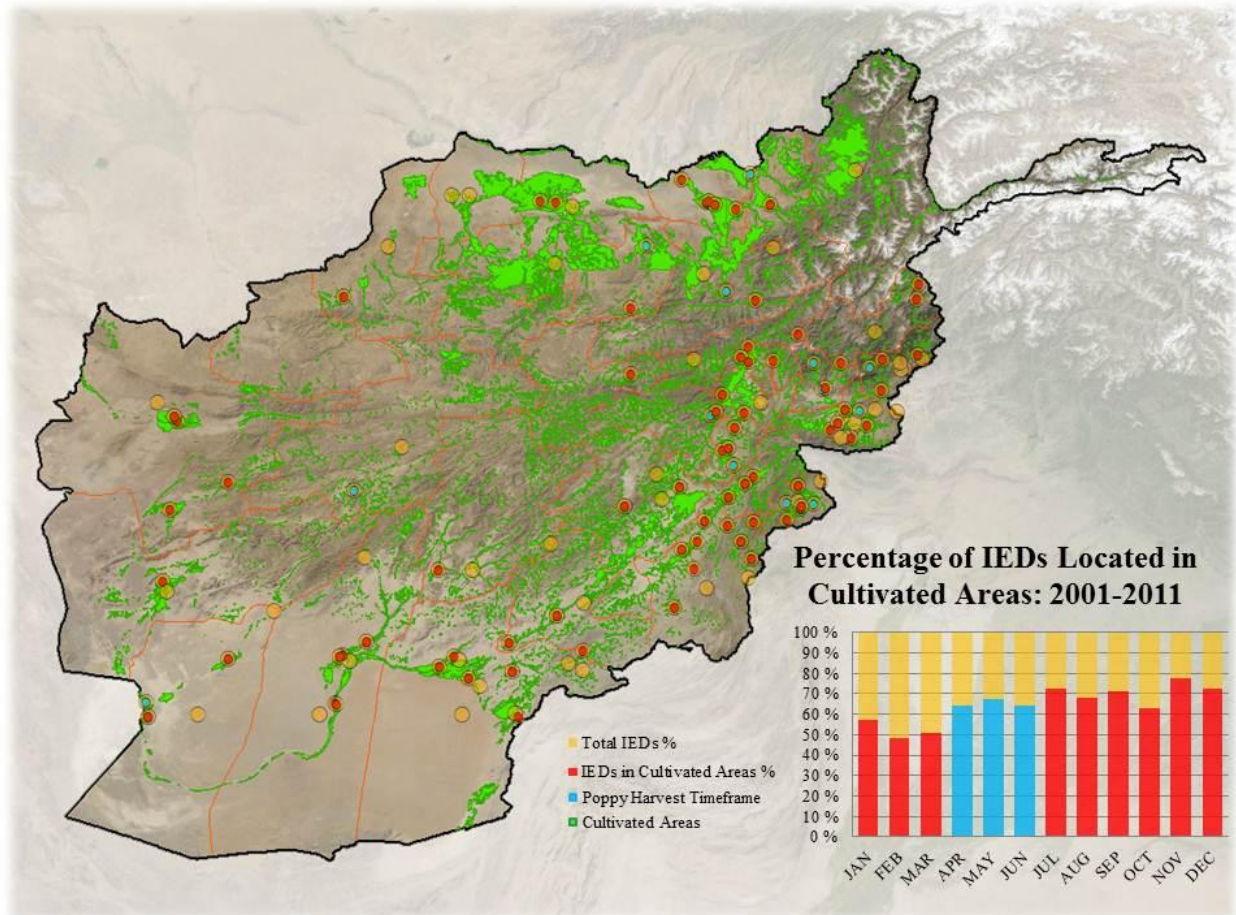 Percentage of IEDs Located in
Cultivated Areas: 2001-2011
100 %
90 %
80 %
70 %
60 %
50 %
40 %
30 %
20 %
10 %
0 %
JAN
FEB
MAR
APR
MAY
JUN
JUL
AUG
SEP
OCT
NOV
DEC
Total IEDs %
IEDs in Cultivated Areas %
Poppy Harvest Timeframe
Cultivated Areas